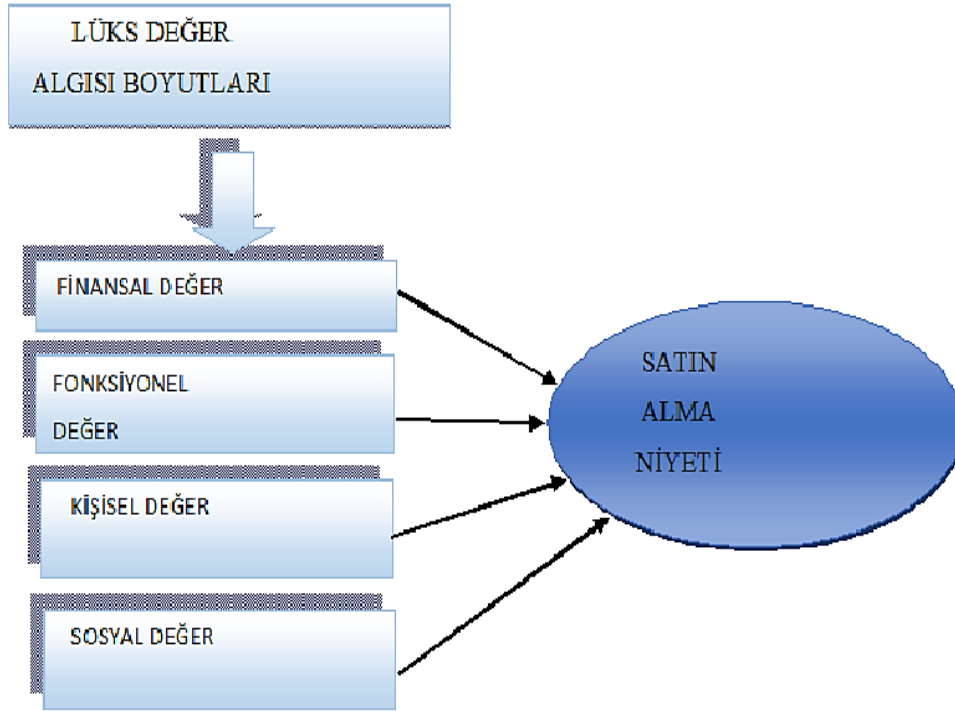 LÜKS DEĞER
ALGISI BOYUTLARI
FİNANSAL DEĞER
FONKSİYONEL
DEĞER
KİŞİSEL DEĞER
SOSYAL DEĞER
SATIN
ALMA
NİYETİ